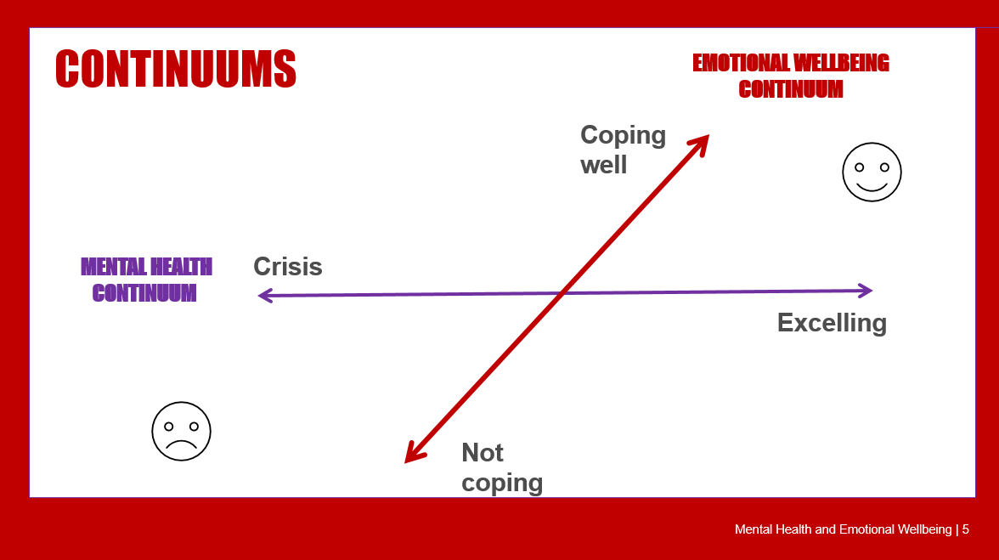 CONTINUUMS
EMOTIONAL WELLBEING
CONTINUUM
Coping
well
MENTAL HEALTH
CONTINUUM
Crisis
Excelling
Not
coping
Mental Health and Emotional Wellbeing | 5